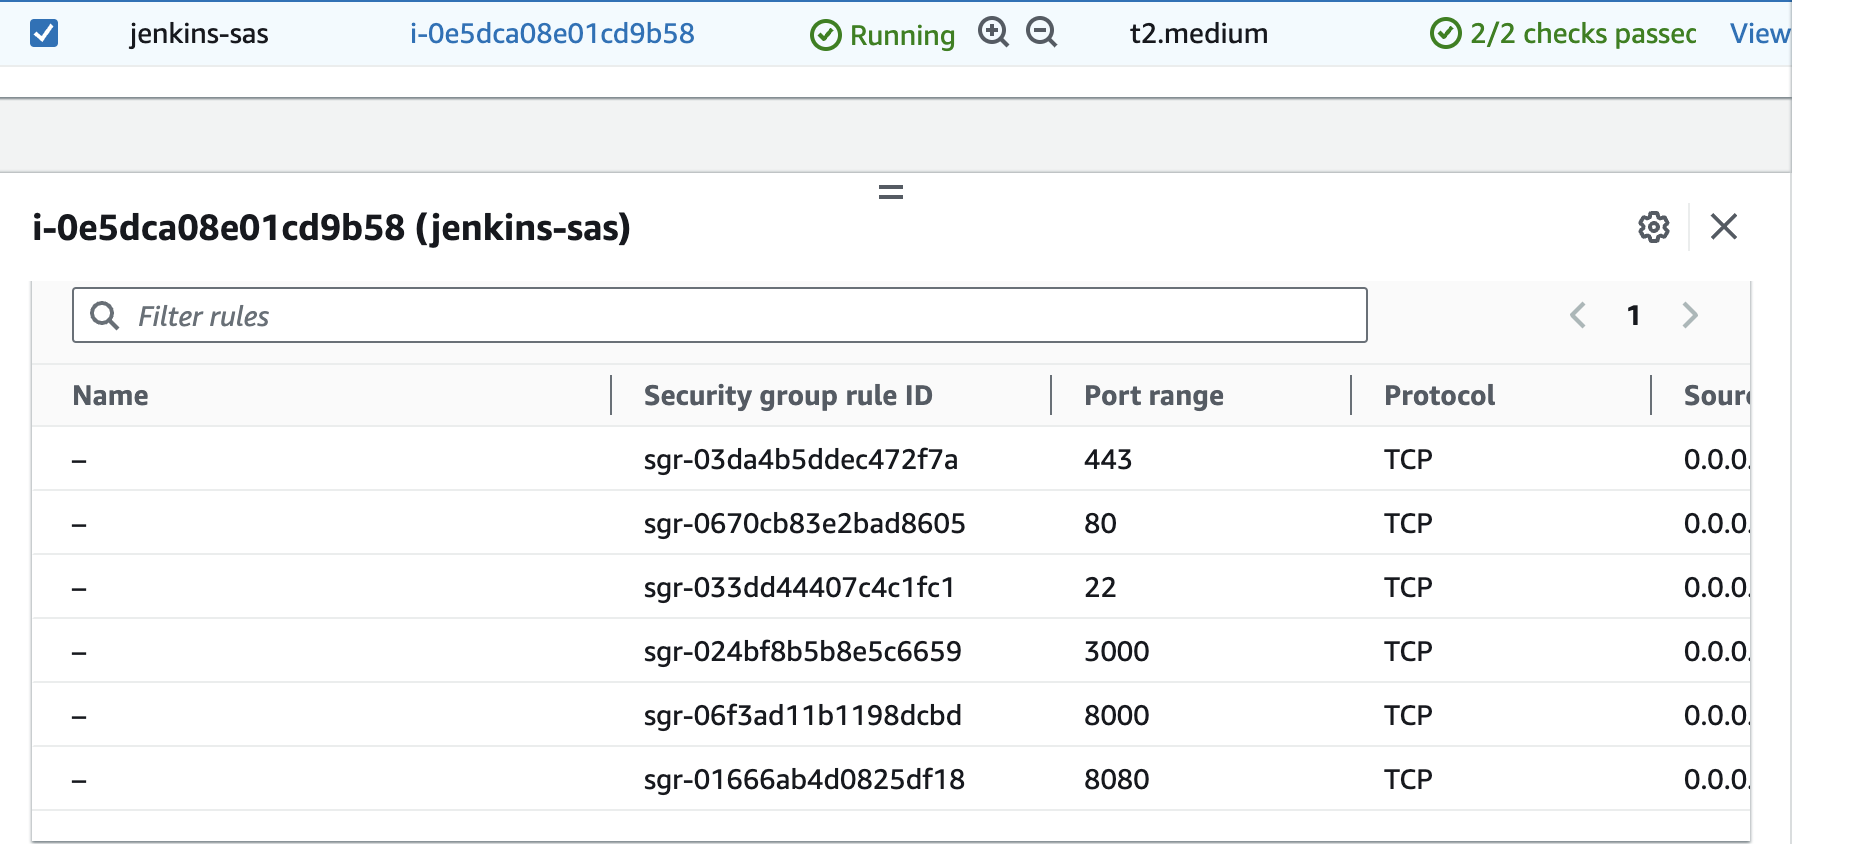 jenkins-sas i-0e5dca08e01cd9b58 Running t2.medium 2/2 checks passec View
i-0e5dca08e01cd9b58 (jenkins-sas)
Filter rules 1
Name Security group rule ID Port range Protocol Sour
– sgr-03da4b5ddec472f7a 443 TCP 0.0.0.
– sgr-0670cb83e2bad8605 80 TCP 0.0.0.
– sgr-033dd44407c4c1fc1 22 TCP 0.0.0.
– sgr-024bf8b5b8e5c6659 3000 TCP 0.0.0.
– sgr-06f3ad11b1198dcbd 8000 TCP 0.0.0.
– sgr-01666ab4d0825df18 8080 TCP 0.0.0.